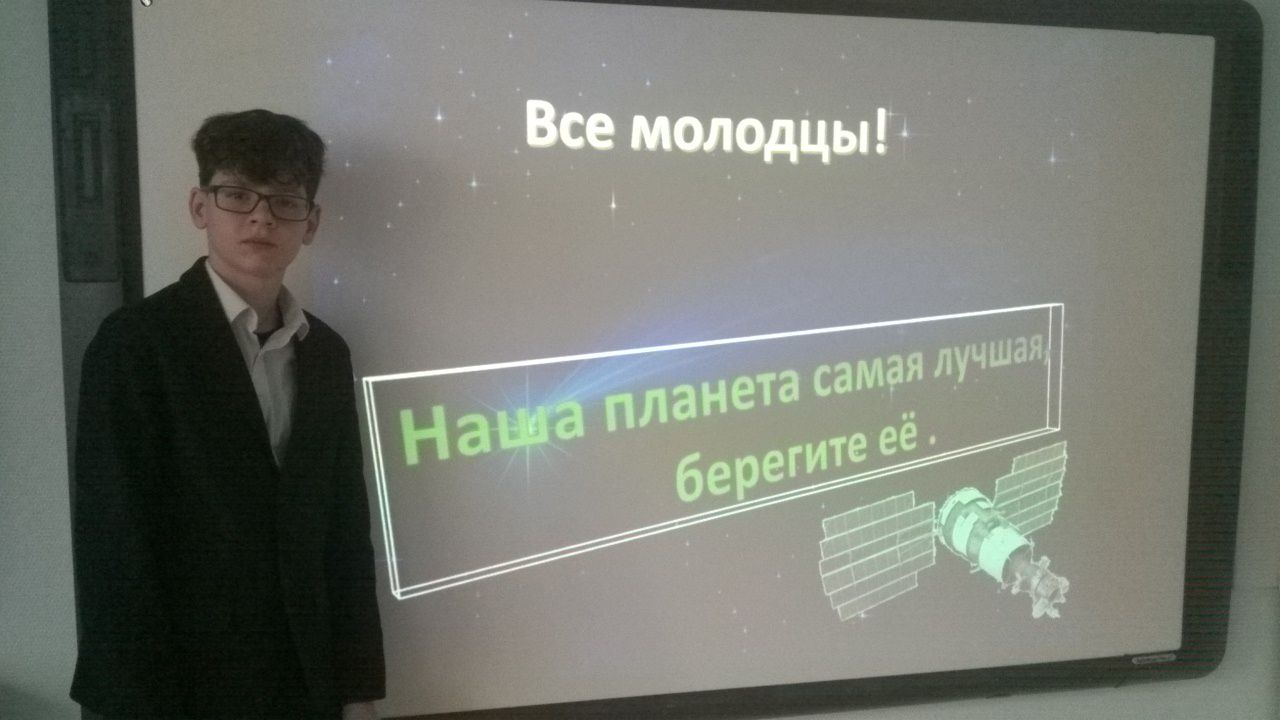 Все молодцы!
Наша планета самая лучшая,
берегите её .